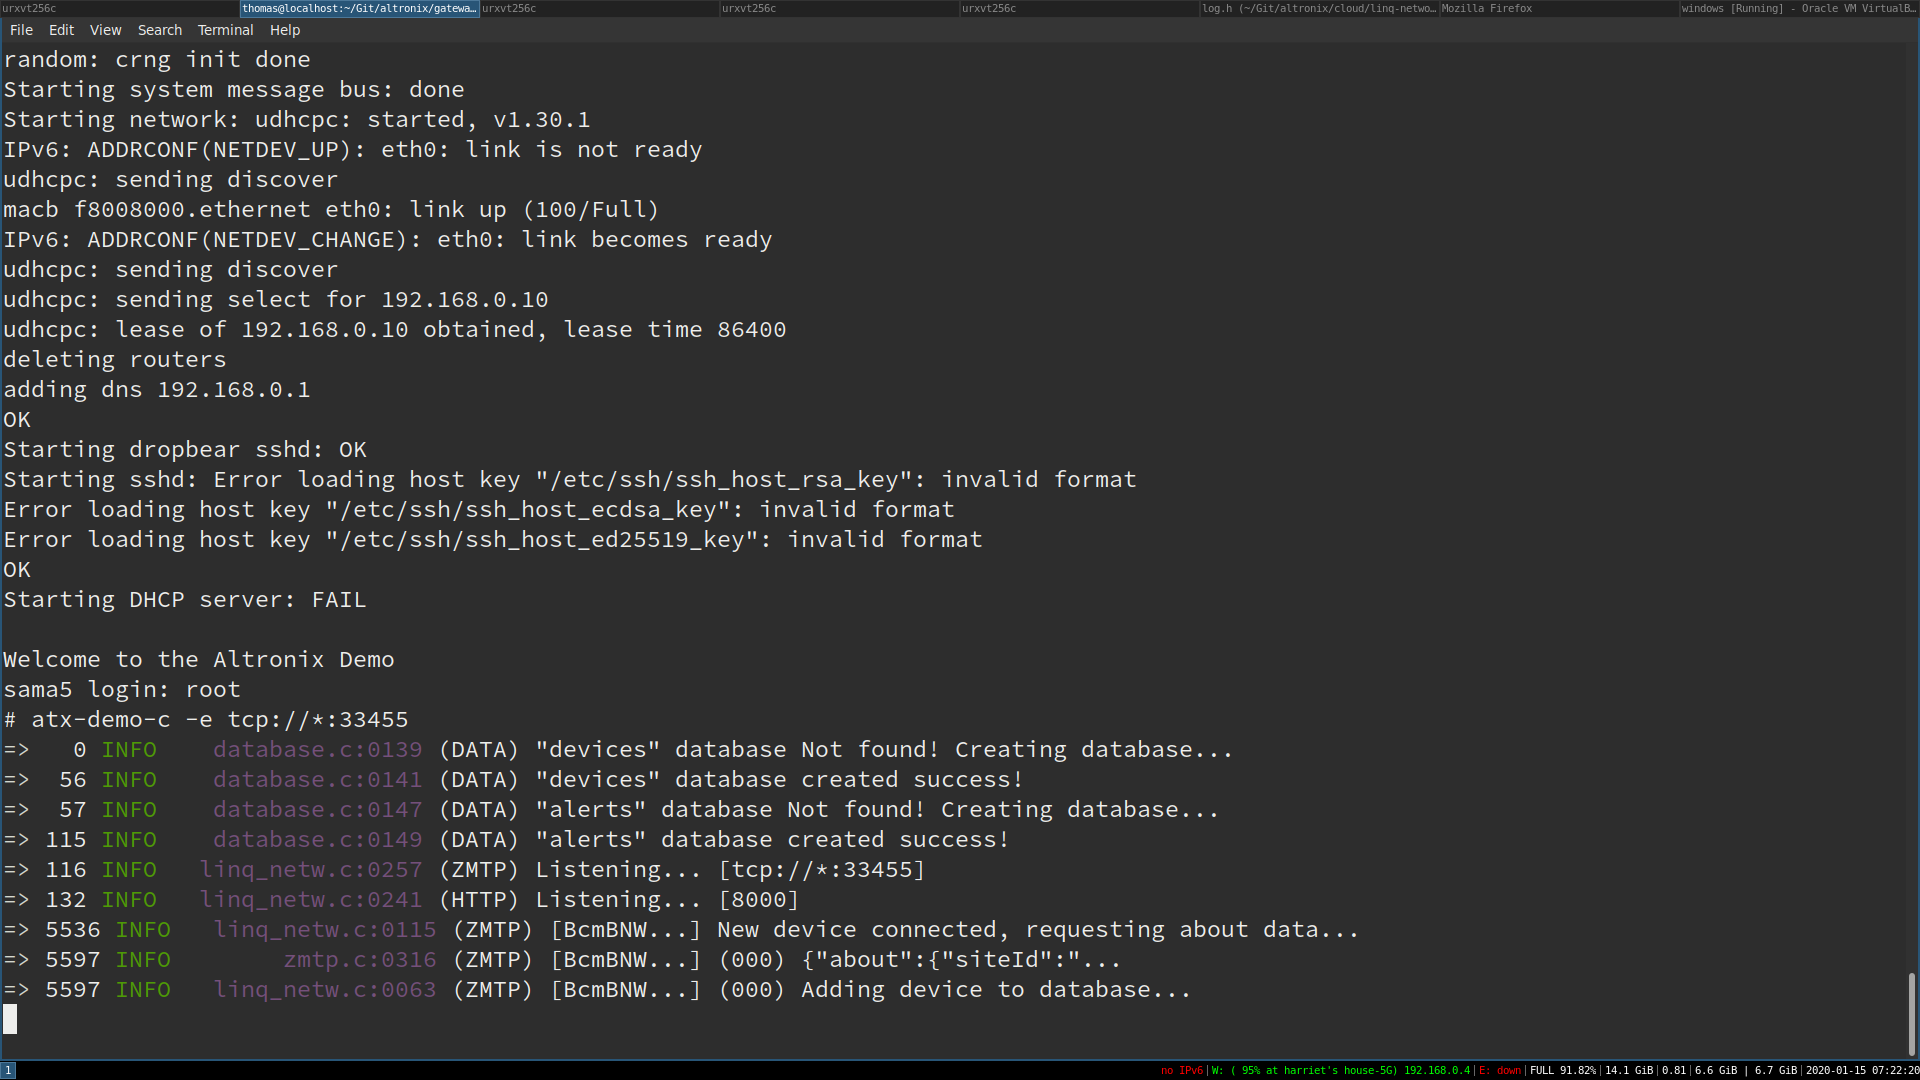 urxvt256c
thomas@localhost:~/Git/altronix/gatewa…
urxvt256c
urxvt256c
urxvt256c
log.h (~/Git/altronix/cloud/linq-netwo…
Mozilla Firefox
windows [Running] - Oracle VM VirtualB…
File Edit View Search Terminal Help
random: crng init done
Starting system message bus: done
Starting network: udhcpc: started, v1.30.1
IPv6: ADDRCONF(NETDEV_UP): eth0: link is not ready
udhcpc: sending discover
macb f8008000.ethernet eth0: link up (100/Full)
IPv6: ADDRCONF(NETDEV_CHANGE): eth0: link becomes ready
udhcpc: sending discover
udhcpc: sending select for 192.168.0.10
udhcpc: lease of 192.168.0.10 obtained, lease time 86400
deleting routers
adding dns 192.168.0.1
OK
Starting dropbear sshd: OK
Starting sshd: Error loading host key "/etc/ssh/ssh_host_rsa_key": invalid format
Error loading host key "/etc/ssh/ssh_host_ecdsa_key": invalid format
Error loading host key "/etc/ssh/ssh_host_ed25519_key": invalid format
OK
Starting DHCP server: FAIL
Welcome to the Altronix Demo
sama5 login: root
# atx-demo-c -e tcp://*:33455
=>   0 INFO    database.c:0139 (DATA) "devices" database Not found! Creating database...
=>  56 INFO    database.c:0141 (DATA) "devices" database created success!
=>  57 INFO    database.c:0147 (DATA) "alerts" database Not found! Creating database...
=> 115 INFO    database.c:0149 (DATA) "alerts" database created success!
=> 116 INFO   linq_netw.c:0257 (ZMTP) Listening... [tcp://*:33455]
=> 132 INFO   linq_netw.c:0241 (HTTP) Listening... [8000]
=> 5536 INFO   linq_netw.c:0115 (ZMTP) [BcmBNW...] New device connected, requesting about data...
=> 5597 INFO        zmtp.c:0316 (ZMTP) [BcmBNW...] (000) {"about":{"siteId":"...
=> 5597 INFO   linq_netw.c:0063 (ZMTP) [BcmBNW...] (000) Adding device to database...
1
no IPv6|W: ( 95% at harriet's house-5G) 192.168.0.4|E: down|FULL 91.82%|14.1 GiB|0.81|6.6 GiB | 6.7 GiB|2020-01-15 07:22:20